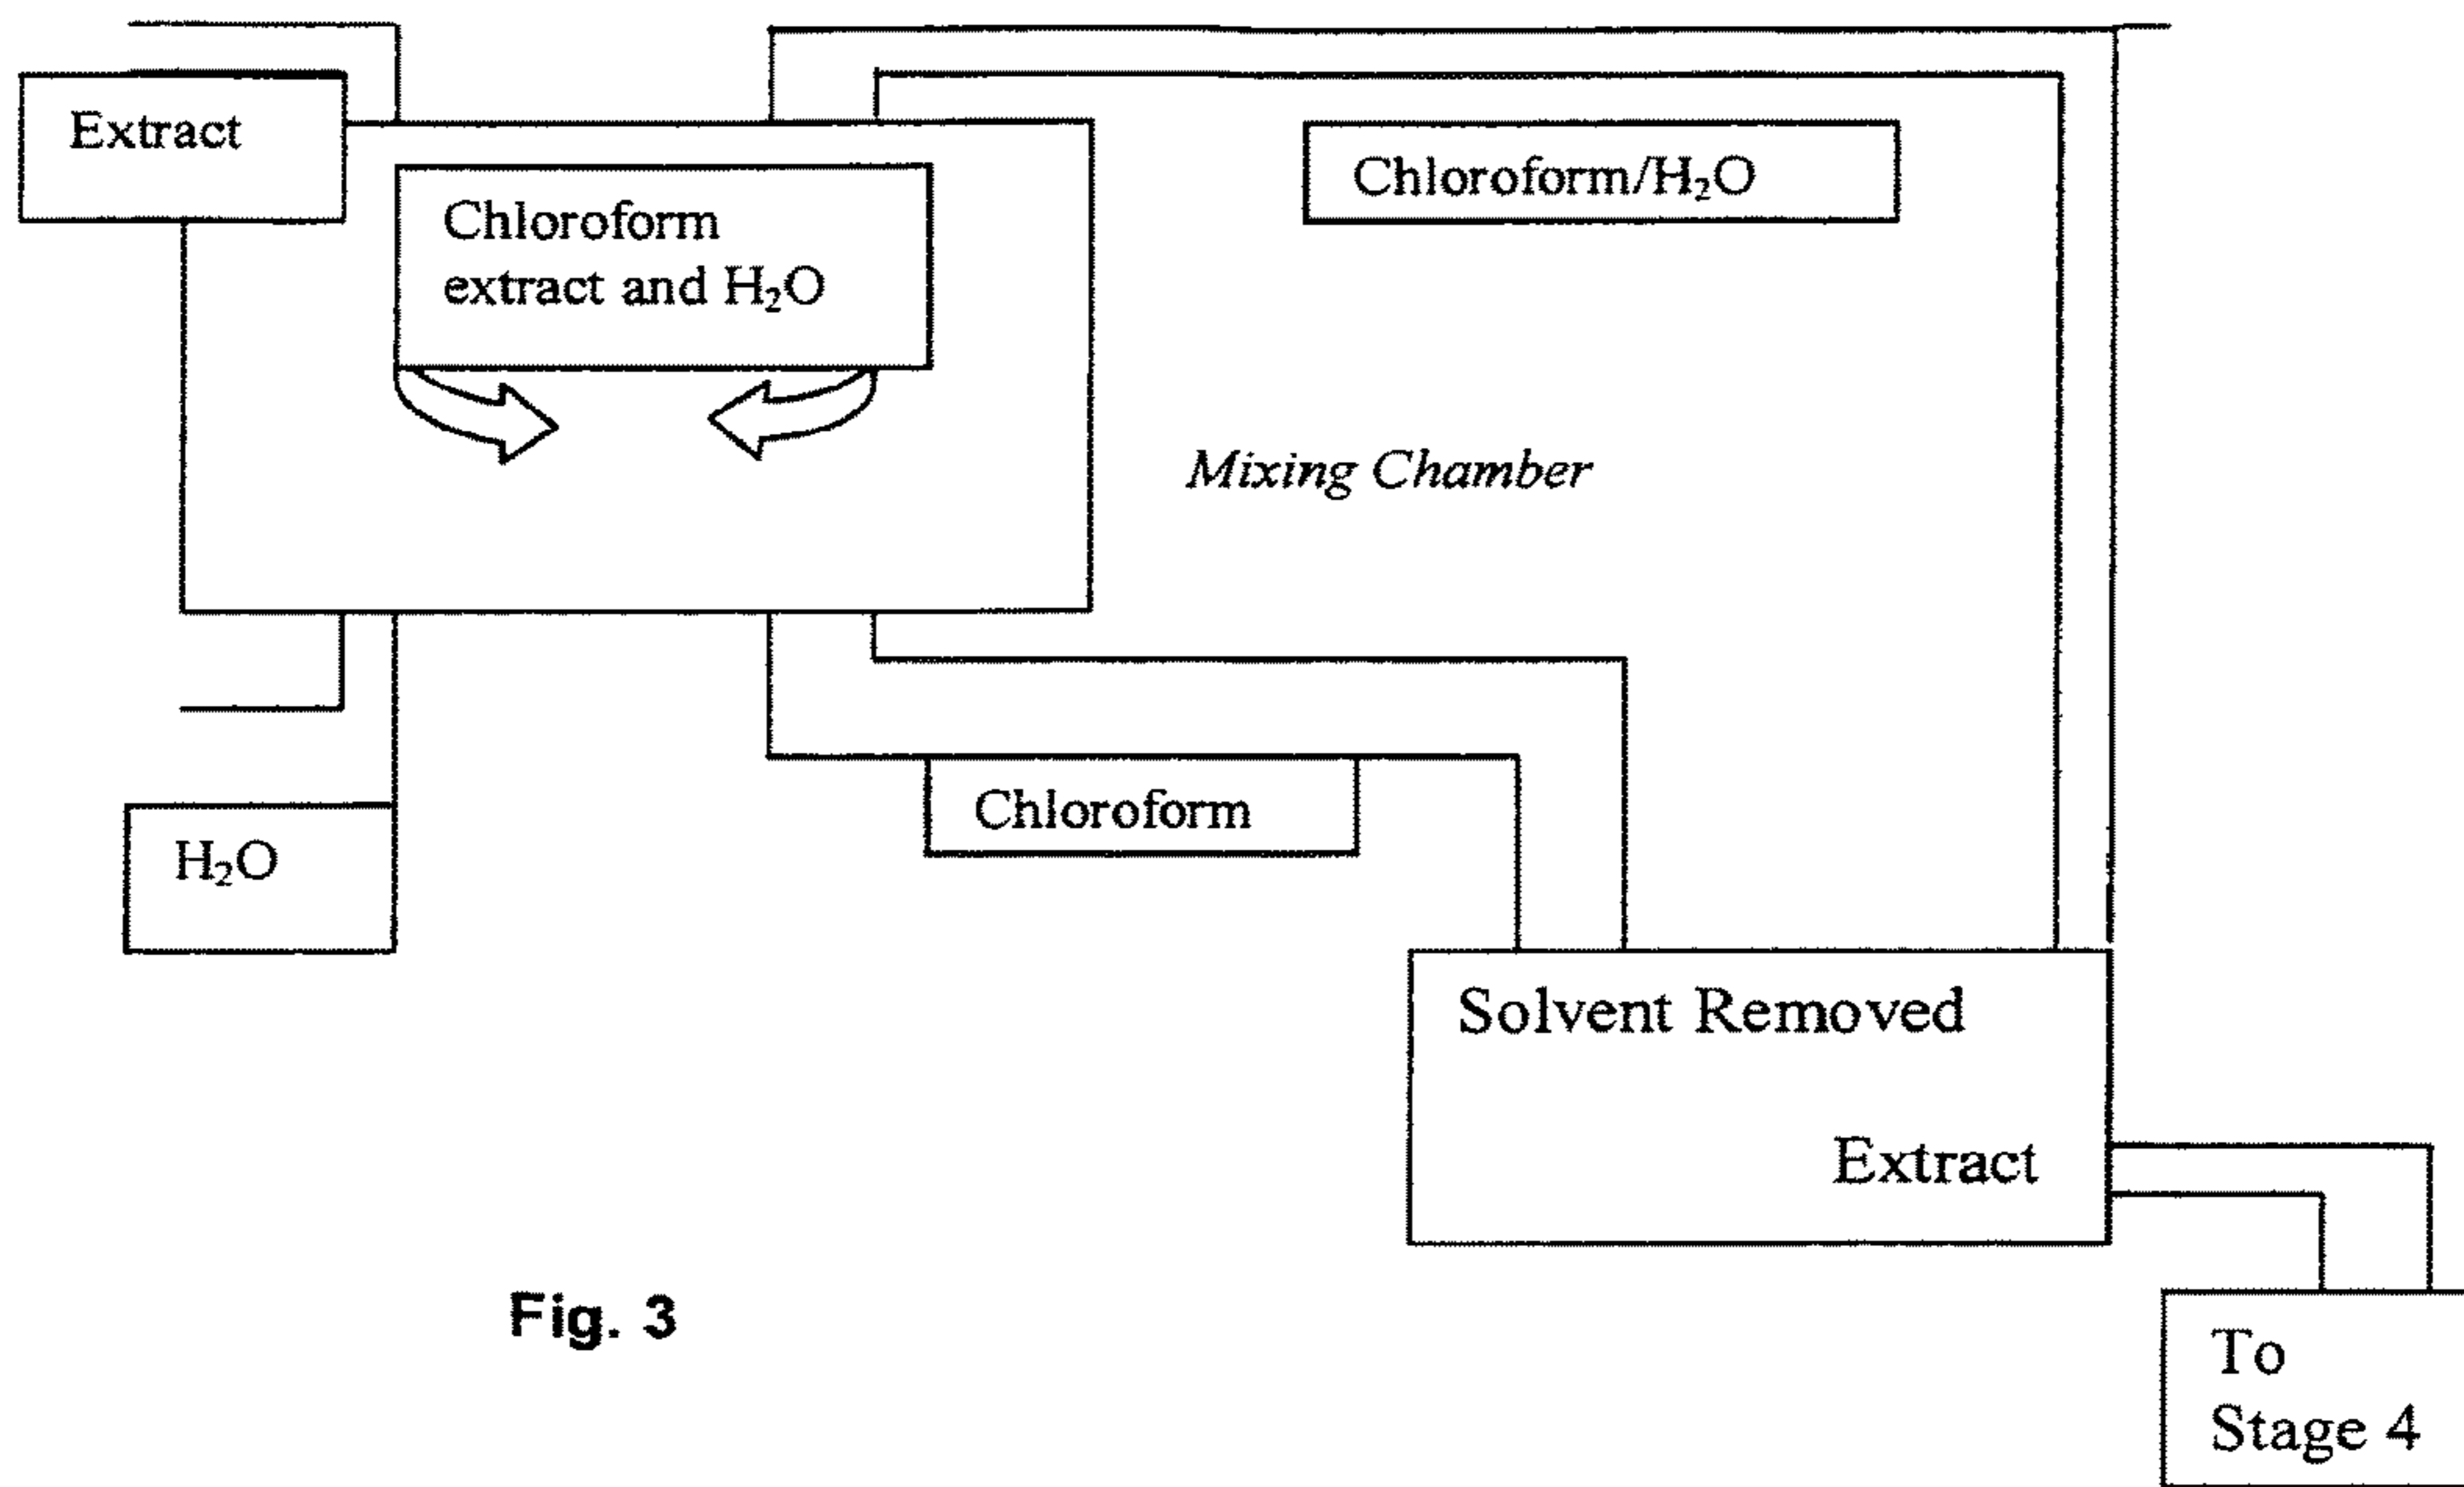 Extract
Chloroform
extract and H₂O
Chloroform/H₂O
Mixing Chamber
Chloroform
H₂O
Solvent Removed
Extract
To
Stage 4
Fig. 3